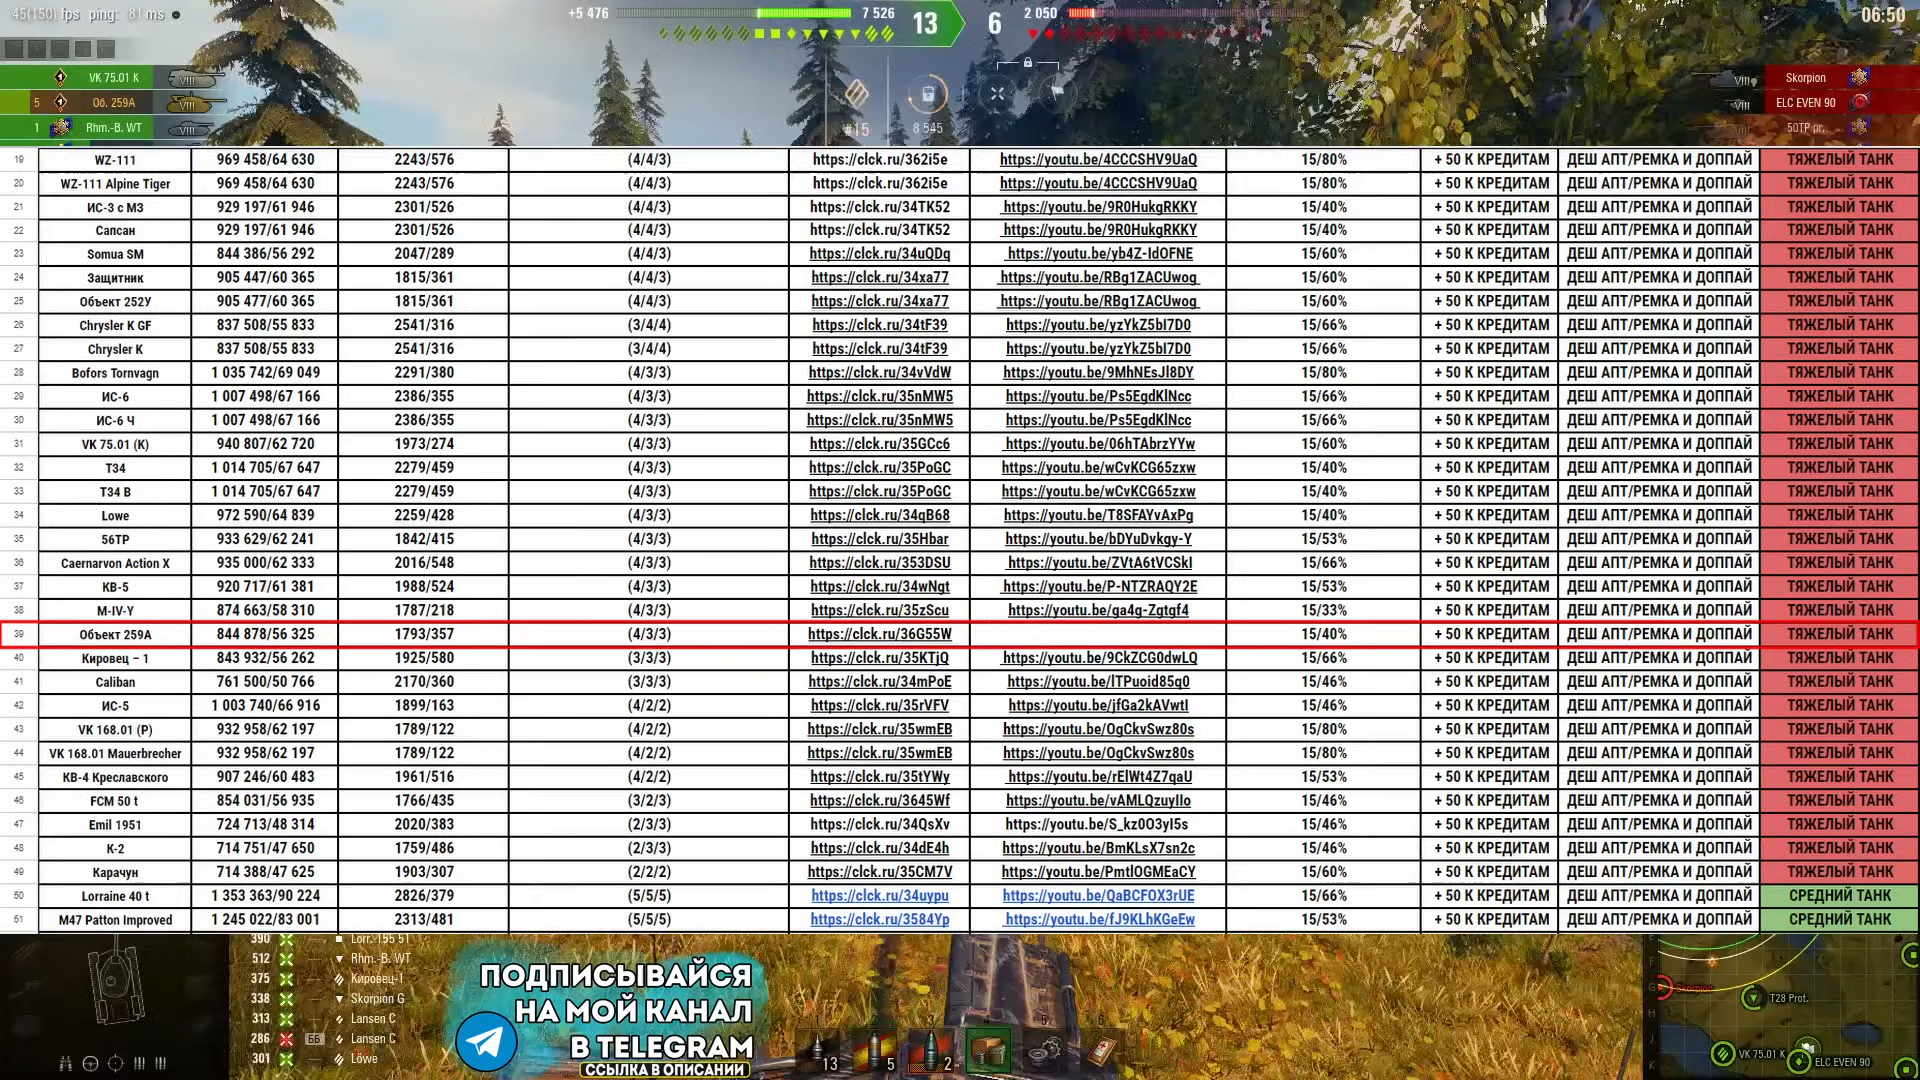 45(150) fps ping: 81 ms
+5 476 7 526 13 6 2 050 06:50
VK 75.01 K VIII
5 Об. 259А VIII
1 Rhm.-B. WT VIII
#15 8 545
VIII Skorpion
VIII ELC EVEN 90
VIII 50TP pr.
19 WZ-111 969 458/64 630 2243/576 (4/4/3) https://clck.ru/362i5e https://youtu.be/4CCCSHV9UaQ 15/80% + 50 К КРЕДИТАМ ДЕШ АПТ/РЕМКА И ДОППАЙ ТЯЖЕЛЫЙ ТАНК
20 WZ-111 Alpine Tiger 969 458/64 630 2243/576 (4/4/3) https://clck.ru/362i5e https://youtu.be/4CCCSHV9UaQ 15/80% + 50 К КРЕДИТАМ ДЕШ АПТ/РЕМКА И ДОППАЙ ТЯЖЕЛЫЙ ТАНК
21 ИС-3 с МЗ 929 197/61 946 2301/526 (4/4/3) https://clck.ru/34TK52 https://youtu.be/9R0HukgRKKY 15/40% + 50 К КРЕДИТАМ ДЕШ АПТ/РЕМКА И ДОППАЙ ТЯЖЕЛЫЙ ТАНК
22 Сапсан 929 197/61 946 2301/526 (4/4/3) https://clck.ru/34TK52 https://youtu.be/9R0HukgRKKY 15/40% + 50 К КРЕДИТАМ ДЕШ АПТ/РЕМКА И ДОППАЙ ТЯЖЕЛЫЙ ТАНК
23 Somua SM 844 386/56 292 2047/289 (4/4/3) https://clck.ru/34uQDq https://youtu.be/yb4Z-IdOFNE 15/60% + 50 К КРЕДИТАМ ДЕШ АПТ/РЕМКА И ДОППАЙ ТЯЖЕЛЫЙ ТАНК
24 Защитник 905 447/60 365 1815/361 (4/4/3) https://clck.ru/34xa77 https://youtu.be/RBg1ZACUwog 15/60% + 50 К КРЕДИТАМ ДЕШ АПТ/РЕМКА И ДОППАЙ ТЯЖЕЛЫЙ ТАНК
25 Объект 252У 905 477/60 365 1815/361 (4/4/3) https://clck.ru/34xa77 https://youtu.be/RBg1ZACUwog 15/60% + 50 К КРЕДИТАМ ДЕШ АПТ/РЕМКА И ДОППАЙ ТЯЖЕЛЫЙ ТАНК
26 Chrysler K GF 837 508/55 833 2541/316 (3/4/4) https://clck.ru/34tF39 https://youtu.be/yzYkZ5bI7D0 15/66% + 50 К КРЕДИТАМ ДЕШ АПТ/РЕМКА И ДОППАЙ ТЯЖЕЛЫЙ ТАНК
27 Chrysler K 837 508/55 833 2541/316 (3/4/4) https://clck.ru/34tF39 https://youtu.be/yzYkZ5bI7D0 15/66% + 50 К КРЕДИТАМ ДЕШ АПТ/РЕМКА И ДОППАЙ ТЯЖЕЛЫЙ ТАНК
28 Bofors Tornvagn 1 035 742/69 049 2291/380 (4/3/3) https://clck.ru/34vVdW https://youtu.be/9MhNEsJl8DY 15/80% + 50 К КРЕДИТАМ ДЕШ АПТ/РЕМКА И ДОППАЙ ТЯЖЕЛЫЙ ТАНК
29 ИС-6 1 007 498/67 166 2386/355 (4/3/3) https://clck.ru/35nMW5 https://youtu.be/Ps5EgdKlNcc 15/66% + 50 К КРЕДИТАМ ДЕШ АПТ/РЕМКА И ДОППАЙ ТЯЖЕЛЫЙ ТАНК
30 ИС-6 Ч 1 007 498/67 166 2386/355 (4/3/3) https://clck.ru/35nMW5 https://youtu.be/Ps5EgdKlNcc 15/66% + 50 К КРЕДИТАМ ДЕШ АПТ/РЕМКА И ДОППАЙ ТЯЖЕЛЫЙ ТАНК
31 VK 75.01 (K) 940 807/62 720 1973/274 (4/3/3) https://clck.ru/35GCc6 https://youtu.be/06hTAbrzYYw 15/60% + 50 К КРЕДИТАМ ДЕШ АПТ/РЕМКА И ДОППАЙ ТЯЖЕЛЫЙ ТАНК
32 T34 1 014 705/67 647 2279/459 (4/3/3) https://clck.ru/35PoGC https://youtu.be/wCvKCG65zxw 15/40% + 50 К КРЕДИТАМ ДЕШ АПТ/РЕМКА И ДОППАЙ ТЯЖЕЛЫЙ ТАНК
33 T34 B 1 014 705/67 647 2279/459 (4/3/3) https://clck.ru/35PoGC https://youtu.be/wCvKCG65zxw 15/40% + 50 К КРЕДИТАМ ДЕШ АПТ/РЕМКА И ДОППАЙ ТЯЖЕЛЫЙ ТАНК
34 Lowe 972 590/64 839 2259/428 (4/3/3) https://clck.ru/34qB68 https://youtu.be/T8SFAYvAxPg 15/40% + 50 К КРЕДИТАМ ДЕШ АПТ/РЕМКА И ДОППАЙ ТЯЖЕЛЫЙ ТАНК
35 56TP 933 629/62 241 1842/415 (4/3/3) https://clck.ru/35Hbar https://youtu.be/bDYuDvkgy-Y 15/53% + 50 К КРЕДИТАМ ДЕШ АПТ/РЕМКА И ДОППАЙ ТЯЖЕЛЫЙ ТАНК
36 Caernarvon Action X 935 000/62 333 2016/548 (4/3/3) https://clck.ru/353DSU https://youtu.be/ZVtA6tVCSkI 15/66% + 50 К КРЕДИТАМ ДЕШ АПТ/РЕМКА И ДОППАЙ ТЯЖЕЛЫЙ ТАНК
37 КВ-5 920 717/61 381 1988/524 (4/3/3) https://clck.ru/34wNgt https://youtu.be/P-NTZRAQY2E 15/53% + 50 К КРЕДИТАМ ДЕШ АПТ/РЕМКА И ДОППАЙ ТЯЖЕЛЫЙ ТАНК
38 M-IV-Y 874 663/58 310 1787/218 (4/3/3) https://clck.ru/35zScu https://youtu.be/ga4g-Zgtgf4 15/33% + 50 К КРЕДИТАМ ДЕШ АПТ/РЕМКА И ДОППАЙ ТЯЖЕЛЫЙ ТАНК
39 Объект 259А 844 878/56 325 1793/357 (4/3/3) https://clck.ru/36G55W 15/40% + 50 К КРЕДИТАМ ДЕШ АПТ/РЕМКА И ДОППАЙ ТЯЖЕЛЫЙ ТАНК
40 Кировец – 1 843 932/56 262 1925/580 (3/3/3) https://clck.ru/35KTjQ https://youtu.be/9CkZCG0dwLQ 15/66% + 50 К КРЕДИТАМ ДЕШ АПТ/РЕМКА И ДОППАЙ ТЯЖЕЛЫЙ ТАНК
41 Caliban 761 500/50 766 2170/360 (3/3/3) https://clck.ru/34mPoE https://youtu.be/lTPuoid85q0 15/46% + 50 К КРЕДИТАМ ДЕШ АПТ/РЕМКА И ДОППАЙ ТЯЖЕЛЫЙ ТАНК
42 ИС-5 1 003 740/66 916 1899/163 (4/2/2) https://clck.ru/35rVFV https://youtu.be/jfGa2kAVwtI 15/46% + 50 К КРЕДИТАМ ДЕШ АПТ/РЕМКА И ДОППАЙ ТЯЖЕЛЫЙ ТАНК
43 VK 168.01 (P) 932 958/62 197 1789/122 (4/2/2) https://clck.ru/35wmEB https://youtu.be/OgCkvSwz80s 15/80% + 50 К КРЕДИТАМ ДЕШ АПТ/РЕМКА И ДОППАЙ ТЯЖЕЛЫЙ ТАНК
44 VK 168.01 Mauerbrecher 932 958/62 197 1789/122 (4/2/2) https://clck.ru/35wmEB https://youtu.be/OgCkvSwz80s 15/80% + 50 К КРЕДИТАМ ДЕШ АПТ/РЕМКА И ДОППАЙ ТЯЖЕЛЫЙ ТАНК
45 КВ-4 Креславского 907 246/60 483 1961/516 (4/2/2) https://clck.ru/35tYWy https://youtu.be/rElWt4Z7qaU 15/53% + 50 К КРЕДИТАМ ДЕШ АПТ/РЕМКА И ДОППАЙ ТЯЖЕЛЫЙ ТАНК
46 FCM 50 t 854 031/56 935 1766/435 (3/2/3) https://clck.ru/3645Wf https://youtu.be/vAMLQzuyIIo 15/46% + 50 К КРЕДИТАМ ДЕШ АПТ/РЕМКА И ДОППАЙ ТЯЖЕЛЫЙ ТАНК
47 Emil 1951 724 713/48 314 2020/383 (2/3/3) https://clck.ru/34QsXv https://youtu.be/S_kz0O3yI5s 15/46% + 50 К КРЕДИТАМ ДЕШ АПТ/РЕМКА И ДОППАЙ ТЯЖЕЛЫЙ ТАНК
48 К-2 714 751/47 650 1759/486 (2/3/3) https://clck.ru/34dE4h https://youtu.be/BmKLsX7sn2c 15/46% + 50 К КРЕДИТАМ ДЕШ АПТ/РЕМКА И ДОППАЙ ТЯЖЕЛЫЙ ТАНК
49 Карачун 714 388/47 625 1903/307 (2/2/2) https://clck.ru/35CM7V https://youtu.be/PmtlOGMEaCY 15/60% + 50 К КРЕДИТАМ ДЕШ АПТ/РЕМКА И ДОППАЙ ТЯЖЕЛЫЙ ТАНК
50 Lorraine 40 t 1 353 363/90 224 2826/379 (5/5/5) https://clck.ru/34uypu https://youtu.be/QaBCFOX3rUE 15/66% + 50 К КРЕДИТАМ ДЕШ АПТ/РЕМКА И ДОППАЙ СРЕДНИЙ ТАНК
51 M47 Patton Improved 1 245 022/83 001 2313/481 (5/5/5) https://clck.ru/3584Yp https://youtu.be/fJ9KLhKGeEw 15/53% + 50 К КРЕДИТАМ ДЕШ АПТ/РЕМКА И ДОППАЙ СРЕДНИЙ ТАНК
390 Lorr. 155 51
512 Rhm.-B. WT
375 Кировец-1
338 Skorpion G
313 Lansen C
286 ББ Lansen C
301 Löwe
ПОДПИСЫВАЙСЯ
НА МОЙ КАНАЛ
В TELEGRAM
ССЫЛКА В ОПИСАНИИ
13 5 2 4 5 6
Skorpion
T28 Prot.
VK 75.01 K
ELC EVEN 90
F
G
H
J
K